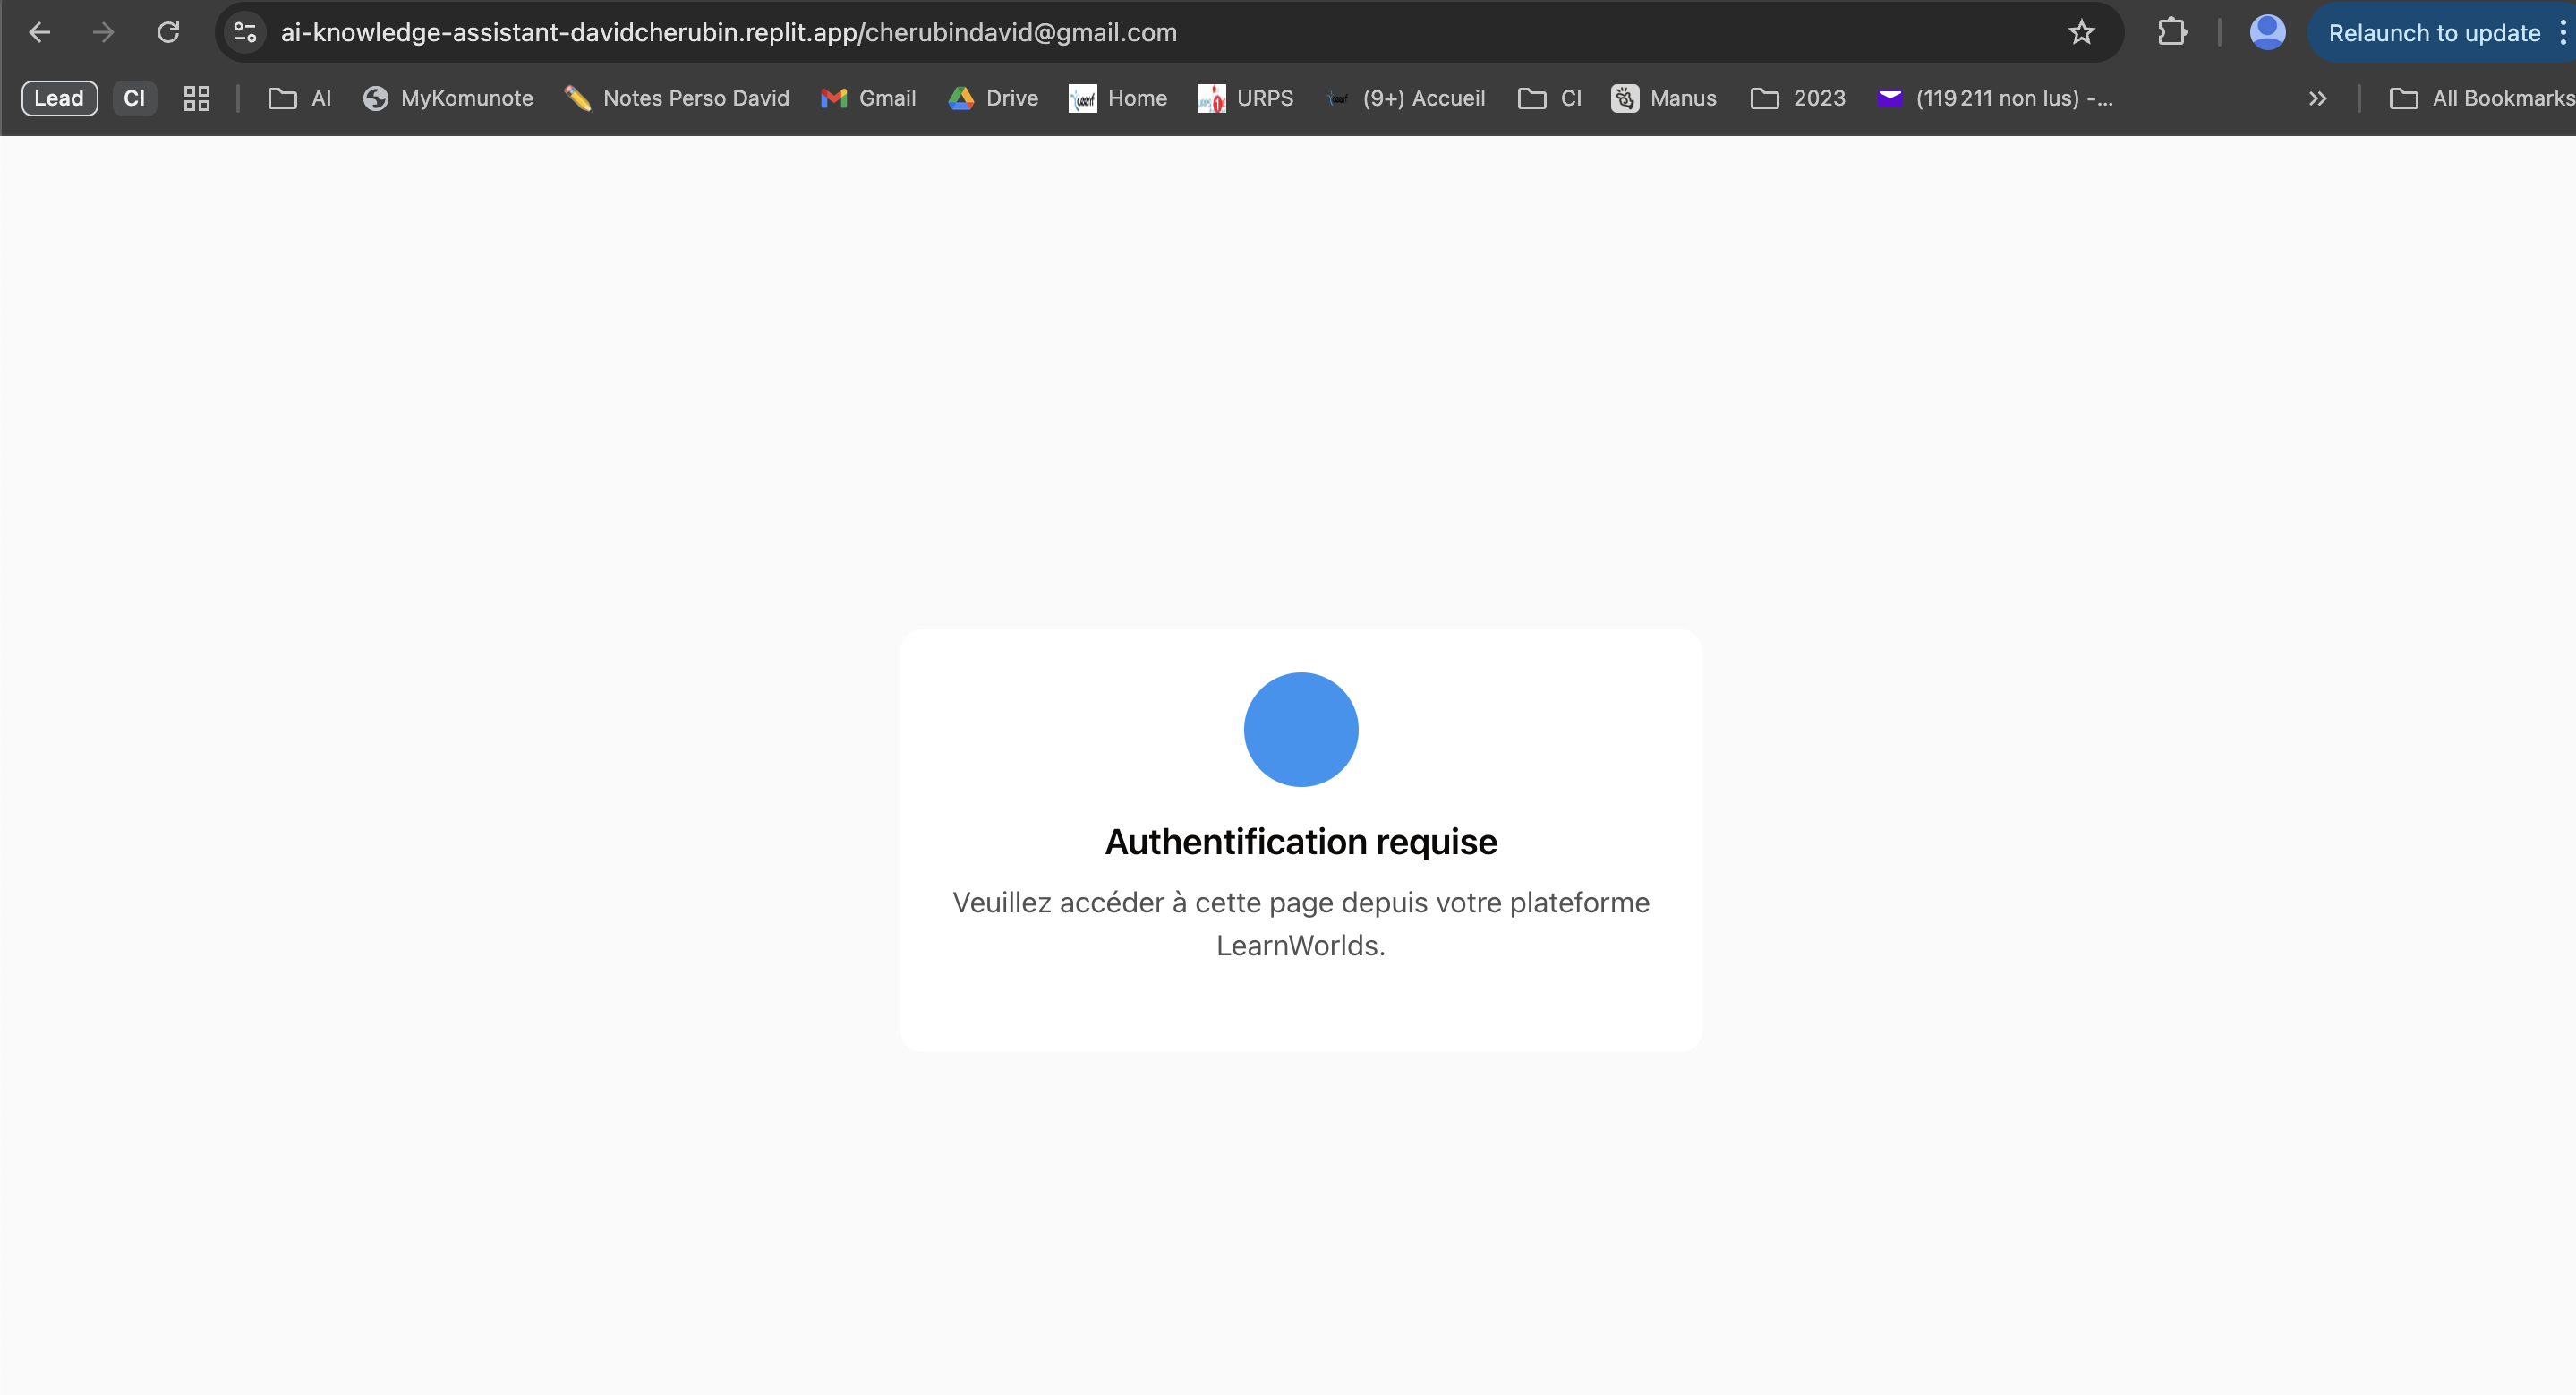 ai-knowledge-assistant-davidcherubin.replit.app/cherubindavid@gmail.com
Relaunch to update
Lead CI AI MyKomunote Notes Perso David Gmail Drive Home URPS (9+) Accueil CI Manus 2023 (119 211 non lus) -... All Bookmarks
Authentification requise
Veuillez accéder à cette page depuis votre plateforme
LearnWorlds.